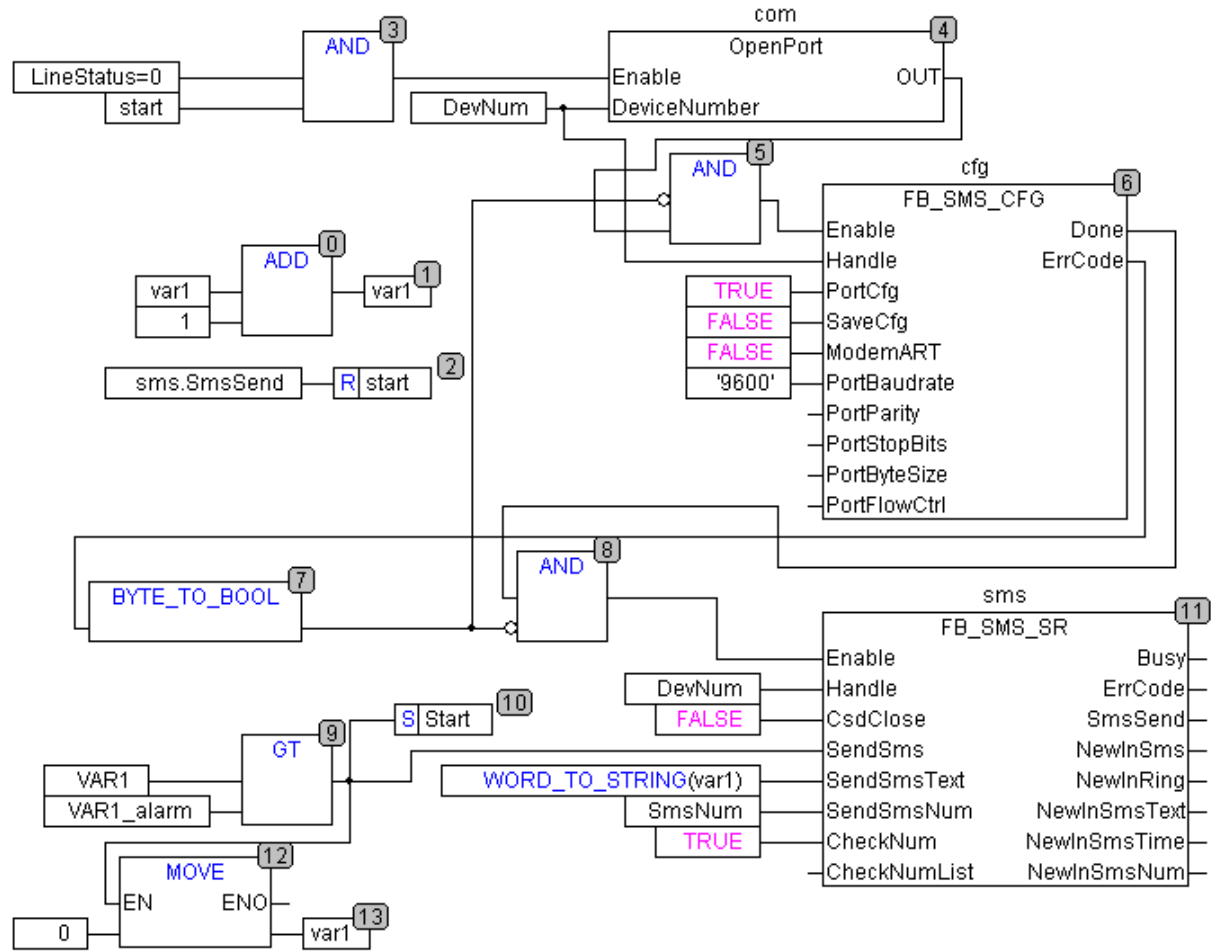 com
AND 3
OpenPort 4
LineStatus=0
start
Enable OUT
DevNum DeviceNumber
AND 5
cfg
FB_SMS_CFG 6
Enable Done
Handle ErrCode
TRUE PortCfg
FALSE SaveCfg
FALSE ModemART
'9600' PortBaudrate
PortParity
PortStopBits
PortByteSize
PortFlowCtrl
ADD 0
var1 var1 1
1
sms.SmsSend R start 2
BYTE_TO_BOOL 7
AND 8
sms
FB_SMS_SR 11
Enable Busy
DevNum Handle ErrCode
FALSE CsdClose SmsSend
SendSms NewInSms
WORD_TO_STRING(var1) SendSmsText NewInRing
SmsNum SendSmsNum NewInSmsText
TRUE CheckNum NewInSmsTime
CheckNumList NewInSmsNum
S Start 10
GT 9
VAR1
VAR1_alarm
MOVE 12
EN ENO
0 var1 13